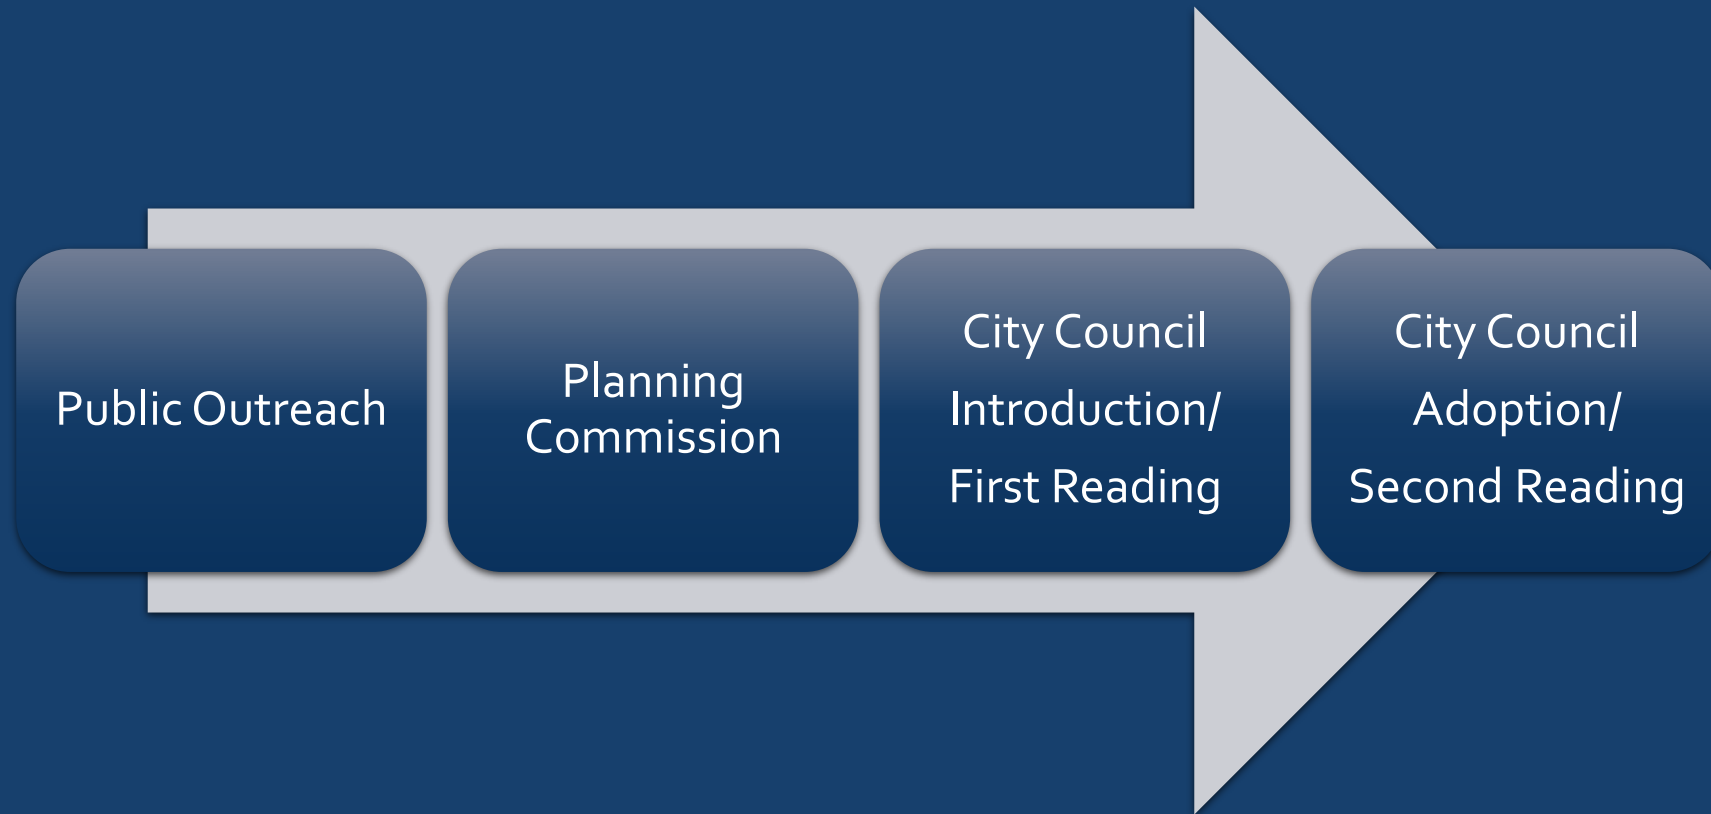 Public Outreach
Planning
Commission
City Council
Introduction/
First Reading
City Council
Adoption/
Second Reading